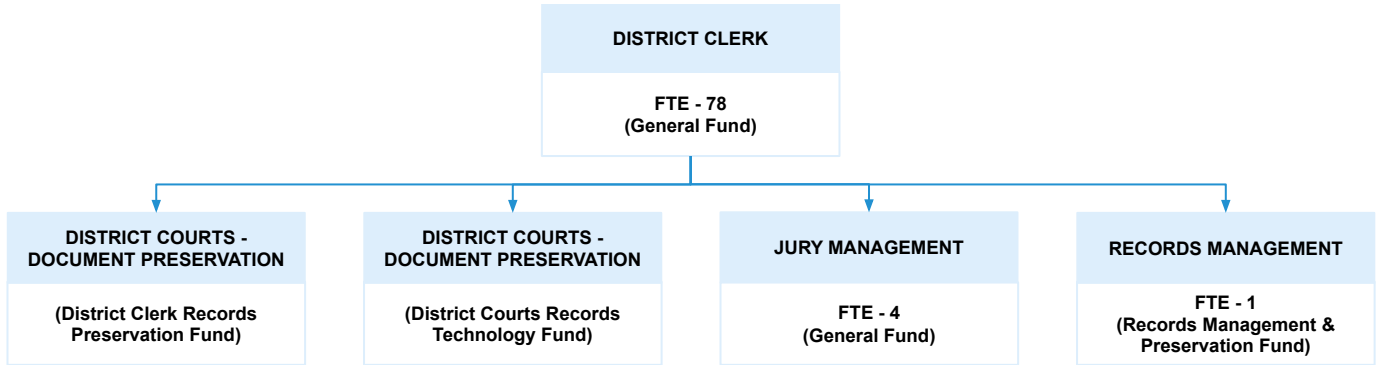 DISTRICT CLERK
FTE - 78
(General Fund)
DISTRICT COURTS -
DOCUMENT PRESERVATION
(District Clerk Records
Preservation Fund)
DISTRICT COURTS -
DOCUMENT PRESERVATION
(District Courts Records
Technology Fund)
JURY MANAGEMENT
FTE - 4
(General Fund)
RECORDS MANAGEMENT
FTE - 1
(Records Management &
Preservation Fund)